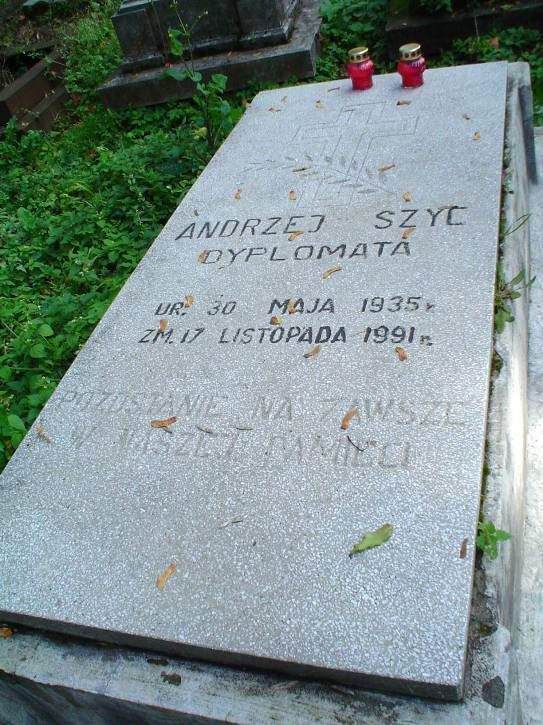 ANDRZEJ SZYC
DYPLOMATA
UR. 30 MAJA 1935 r.
ZM. 17 LISTOPADA 1991 r.
POZOSTANIE NA ZAWSZE
W NASZEJ PAMIĘCI